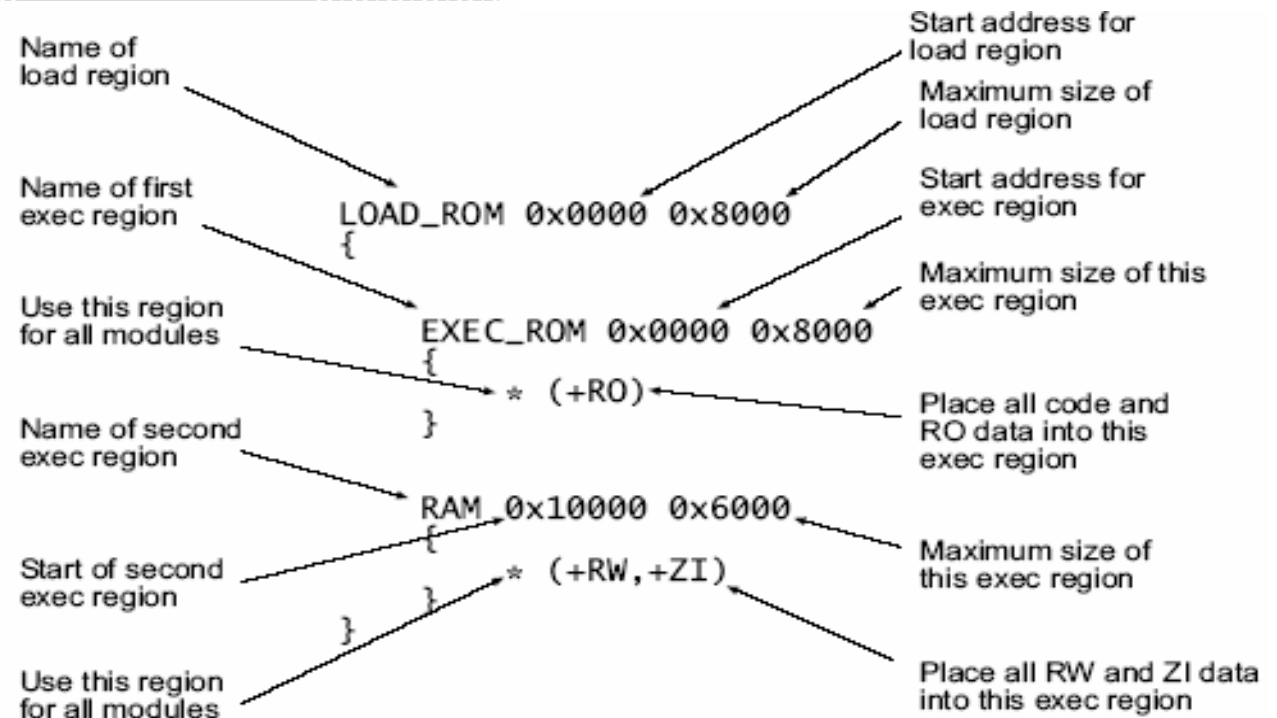 Name of
load region
Start address for
load region
Maximum size of
load region
Name of first
exec region
LOAD_ROM 0x0000 0x8000
{
Start address for
exec region
Use this region
for all modules
EXEC_ROM 0x0000 0x8000
{
* (+RO)
}
Maximum size of this
exec region
Place all code and
RO data into this
exec region
Name of second
exec region
RAM 0x10000 0x6000
{
* (+RW,+ZI)
}
}
Maximum size of
this exec region
Start of second
exec region
Use this region
for all modules
Place all RW and ZI data
into this exec region